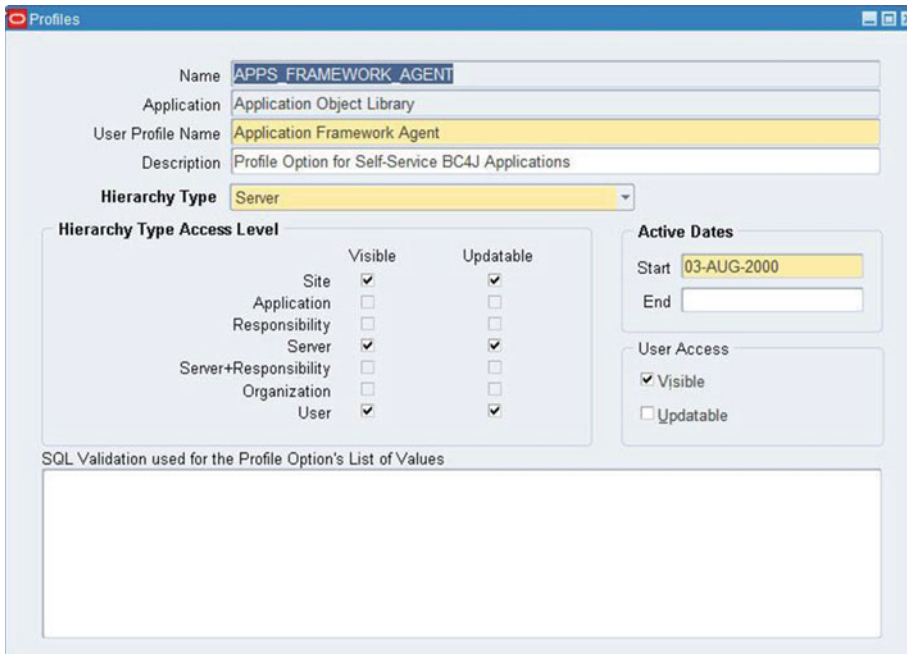 Profiles
Name APPS_FRAMEWORK_AGENT
Application Application Object Library
User Profile Name Application Framework Agent
Description Profile Option for Self-Service BC4J Applications
Hierarchy Type Server
Hierarchy Type Access Level
Visible Updatable
Site
Application
Responsibility
Server
Server+Responsibility
Organization
User
Active Dates
Start 03-AUG-2000
End
User Access
Visible
Updatable
SQL Validation used for the Profile Option's List of Values